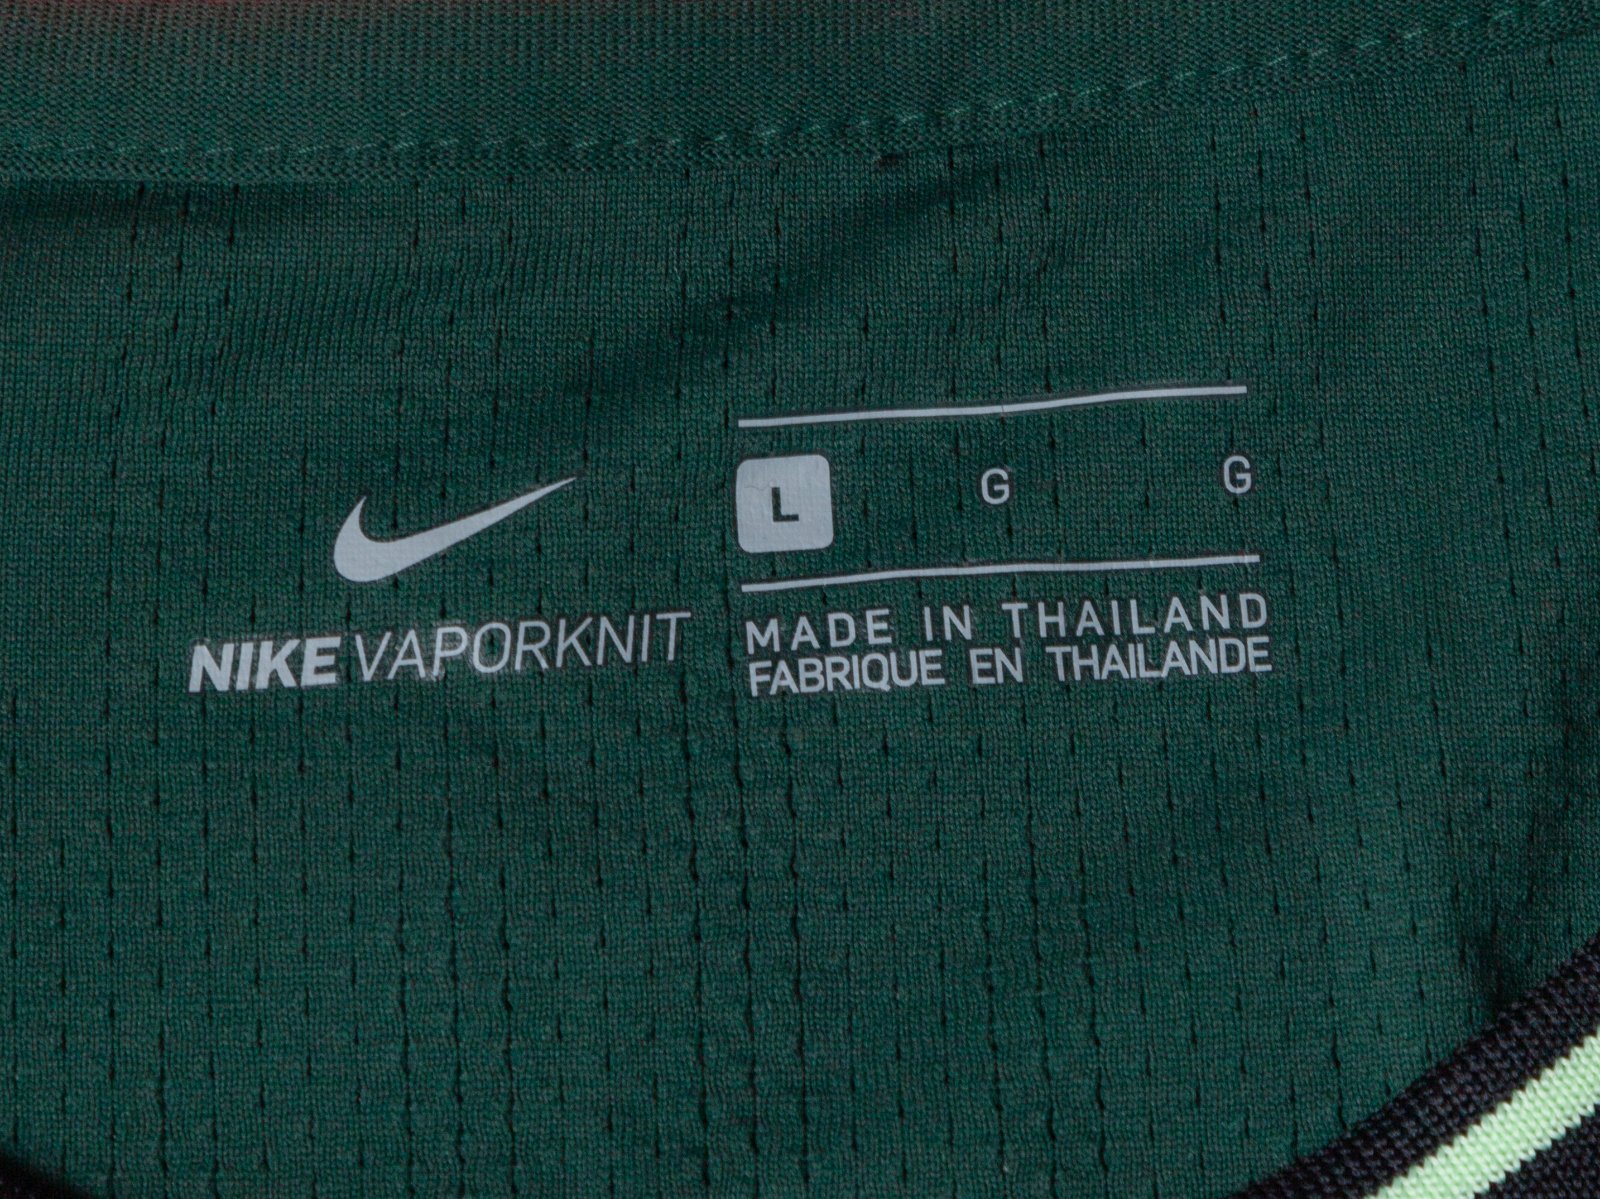 NIKE VAPORKNIT
L G G
MADE IN THAILAND
FABRIQUE EN THAILANDE